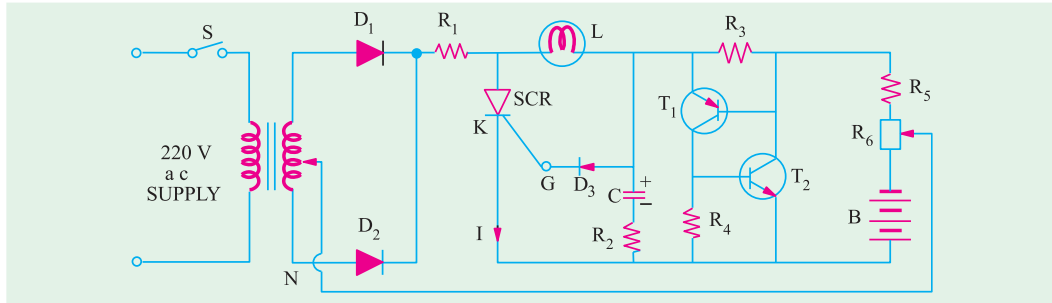 S
D1
R1
L
R3
SCR
K
T1
R5
R6
220 V
a c
SUPPLY
G
D3
C
+
–
T2
B
D2
I
R2
R4
N